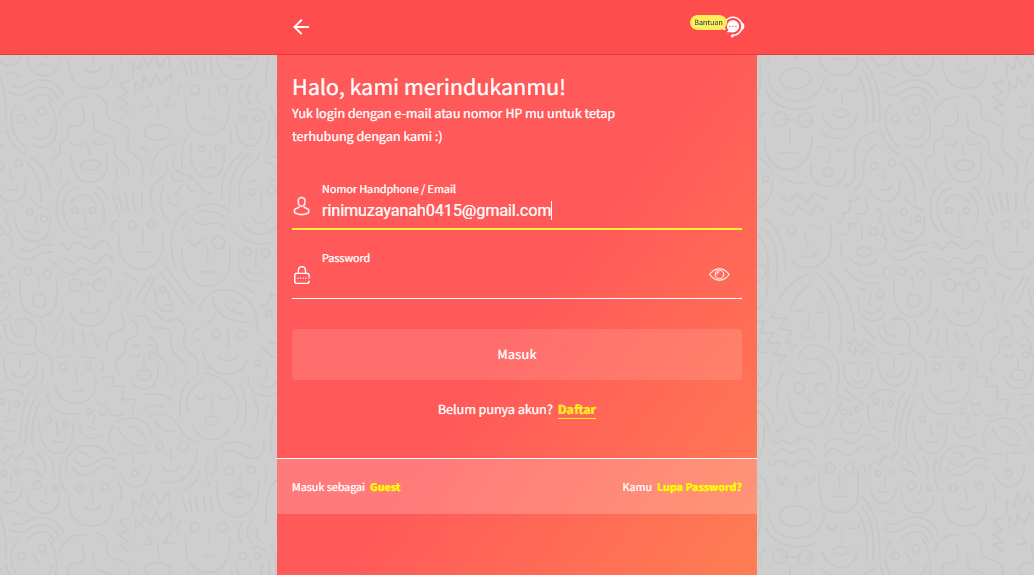 Bantuan
Halo, kami merindukanmu!
Yuk login dengan e-mail atau nomor HP mu untuk tetap
terhubung dengan kami :)
Nomor Handphone / Email
rinimuzayanah0415@gmail.com
Password
Masuk
Belum punya akun? Daftar
Masuk sebagai Guest
Kamu Lupa Password?